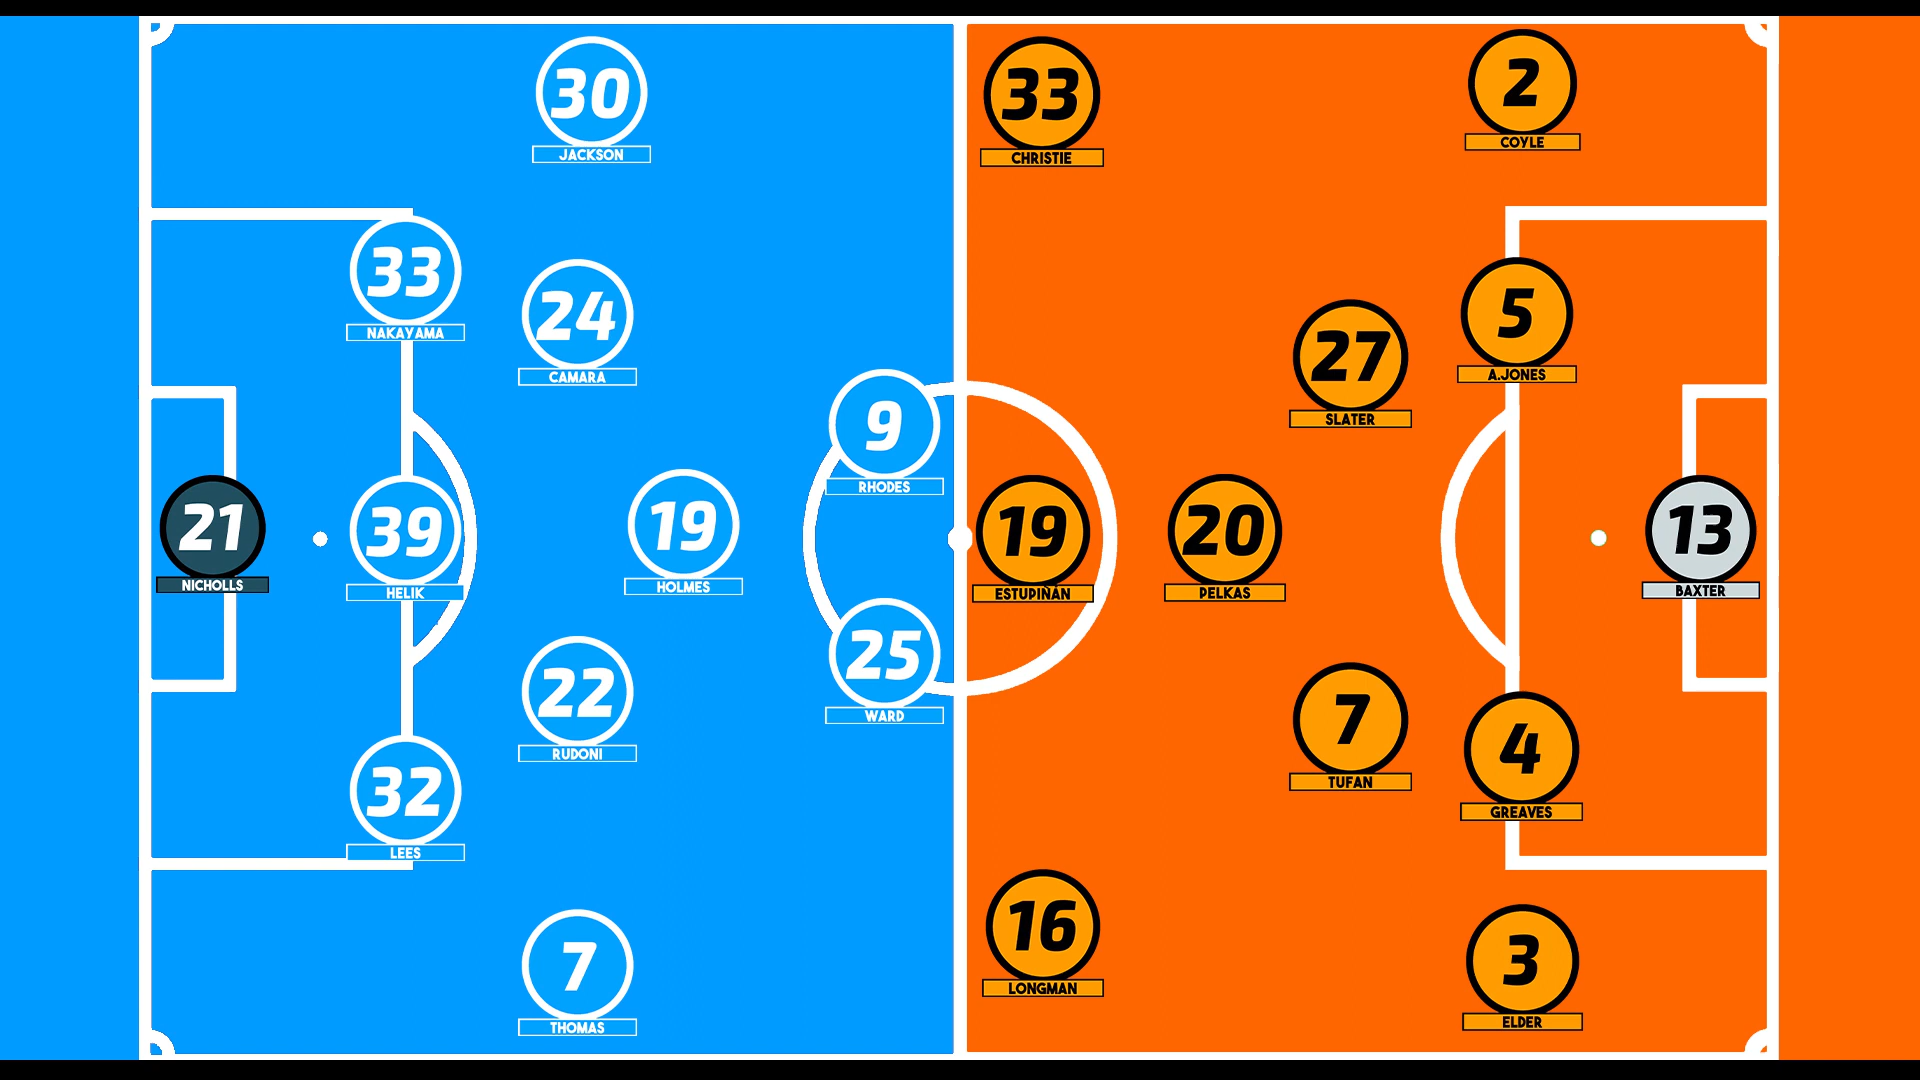 30
JACKSON
33
CHRISTIE
2
COYLE
33
NAKAYAMA
24
CAMARA
27
SLATER
5
A.JONES
9
RHODES
21
NICHOLLS
39
HELIK
19
HOLMES
19
ESTUPIÑÁN
20
PELKAS
13
BAXTER
22
RUDONI
25
WARD
7
TUFAN
4
GREAVES
32
LEES
16
LONGMAN
7
THOMAS
3
ELDER